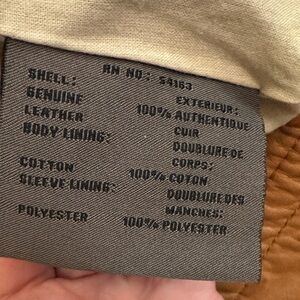 RN NO: 54163
SHELL: EXTERIEUR:
GENUINE 100% AUTHENTIQUE
LEATHER CUIR
BODY LINING: DOUBLURE DE
CORPS:
COTTON 100% COTON
SLEEVE LINING: DOUBLURE DES
MANCHES:
POLYESTER 100% POLYESTER